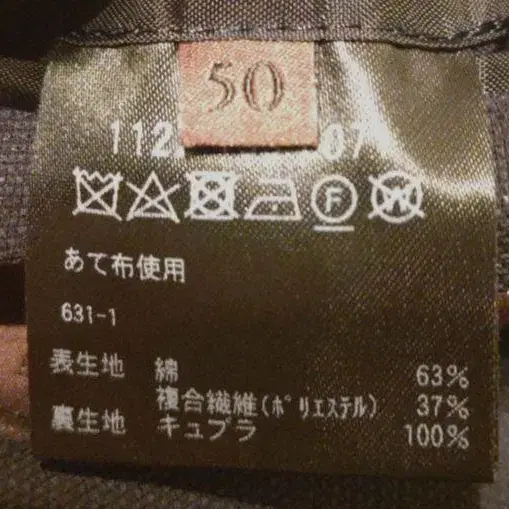 50
112 07
F W
あて布使用
631-1
表生地 綿 63%
複合繊維(ポリエステル) 37%
裏生地 キュプラ 100%